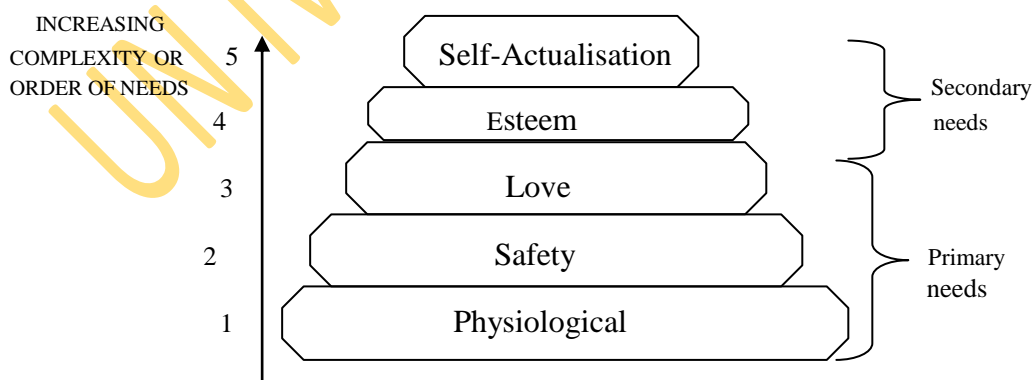 INCREASING
COMPLEXITY OR
ORDER OF NEEDS
5
Self-Actualisation
Secondary
needs
4
Esteem
3
Love
2
Safety
Primary
needs
1
Physiological